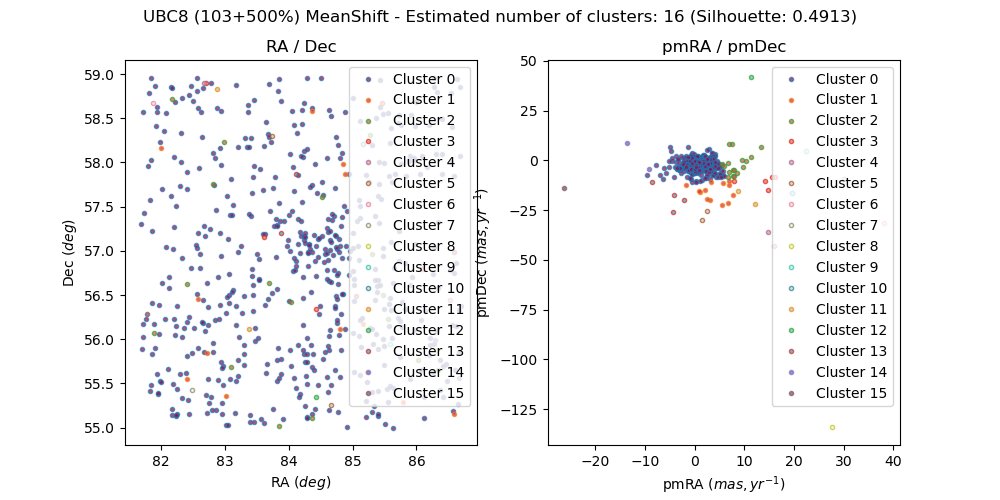 UBC8 (103+500%) MeanShift - Estimated number of clusters: 16 (Silhouette: 0.4913)
RA / Dec
59.0
58.5
58.0
57.5
57.0
56.5
56.0
55.5
55.0
Dec (deg)
82
83
84
85
86
RA (deg)
Cluster 0
Cluster 1
Cluster 2
Cluster 3
Cluster 4
Cluster 5
Cluster 6
Cluster 7
Cluster 8
Cluster 9
Cluster 10
Cluster 11
Cluster 12
Cluster 13
Cluster 14
Cluster 15
pmRA / pmDec
50
25
0
−25
−50
−75
−100
−125
pmDec (mas, yr⁻¹)
−20
−10
0
10
20
30
40
pmRA (mas, yr⁻¹)
Cluster 0
Cluster 1
Cluster 2
Cluster 3
Cluster 4
Cluster 5
Cluster 6
Cluster 7
Cluster 8
Cluster 9
Cluster 10
Cluster 11
Cluster 12
Cluster 13
Cluster 14
Cluster 15